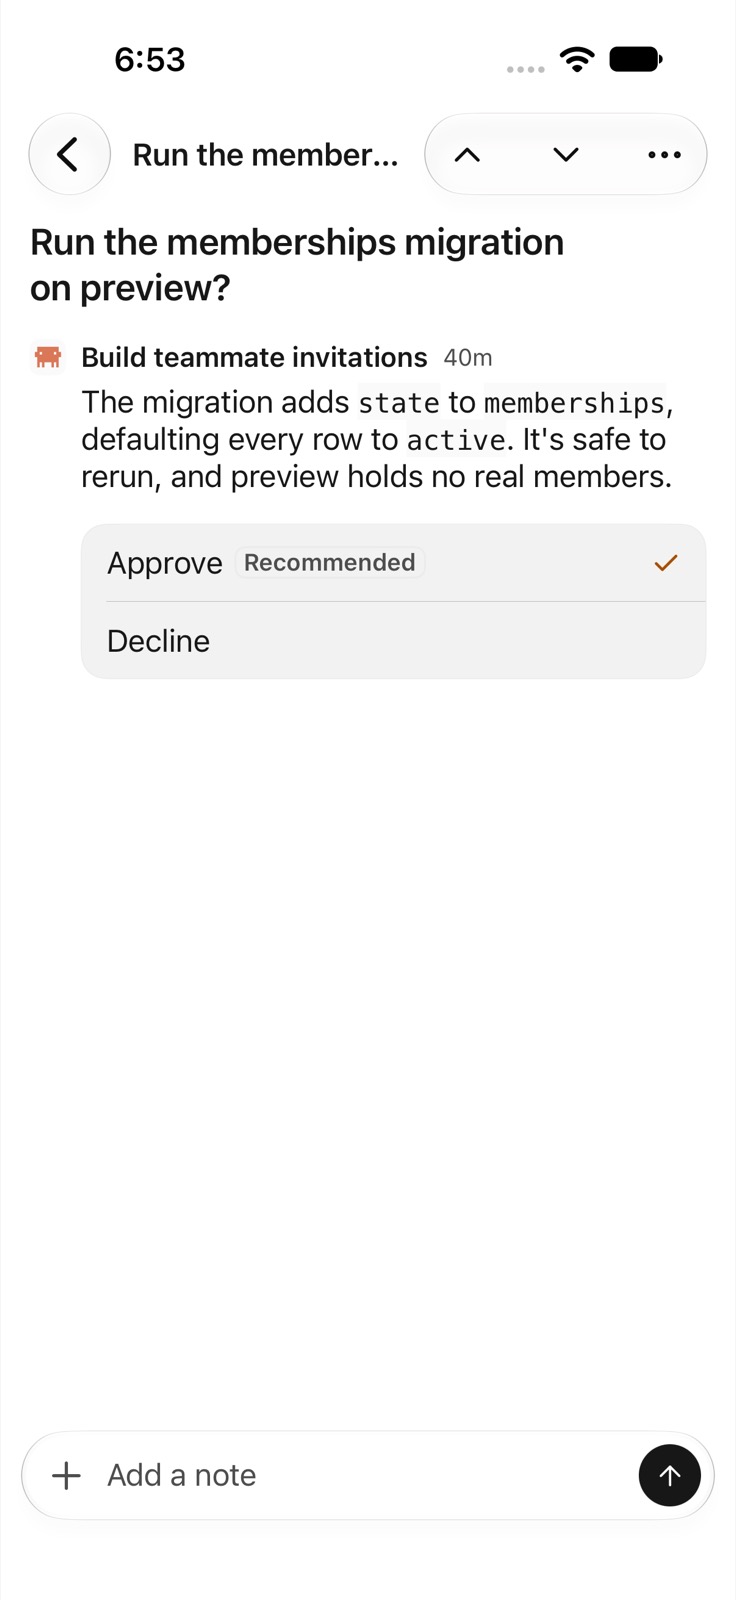 6:53
Run the member...
Run the memberships migration
on preview?
Build teammate invitations 40m
The migration adds state to memberships,
defaulting every row to active. It's safe to
rerun, and preview holds no real members.
Approve Recommended
Decline
Add a note